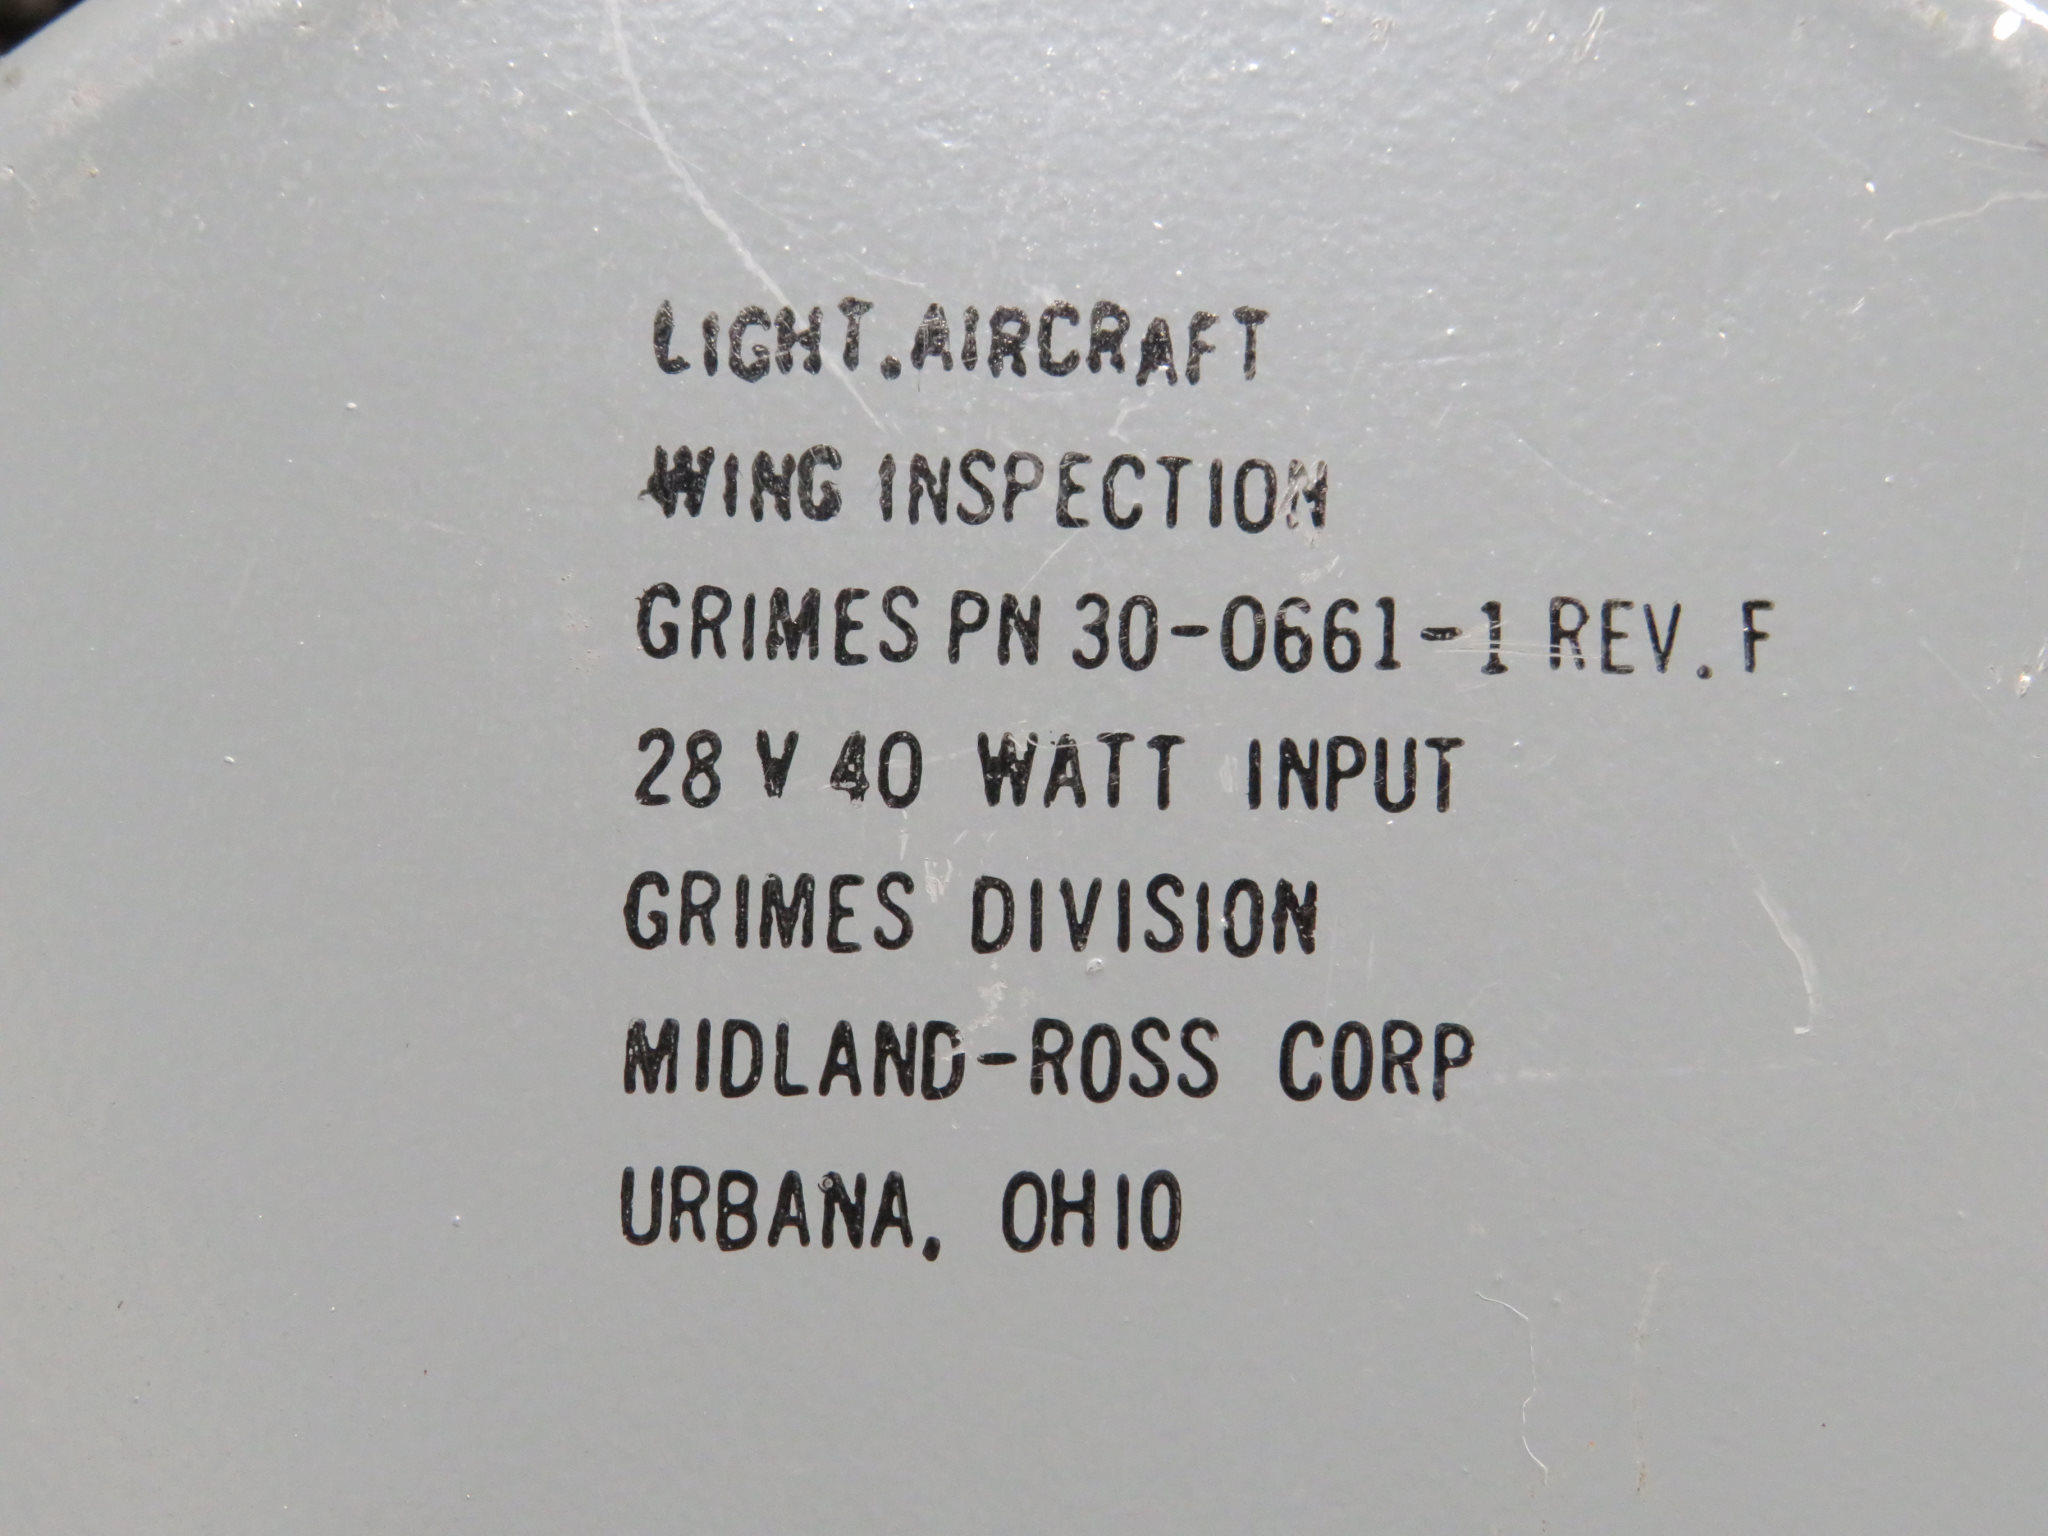 LIGHT.AIRCRAFT
WING INSPECTION
GRIMES PN 30-0661-1 REV. F
28 V 40 WATT INPUT
GRIMES DIVISION
MIDLAND-ROSS CORP
URBANA, OHIO